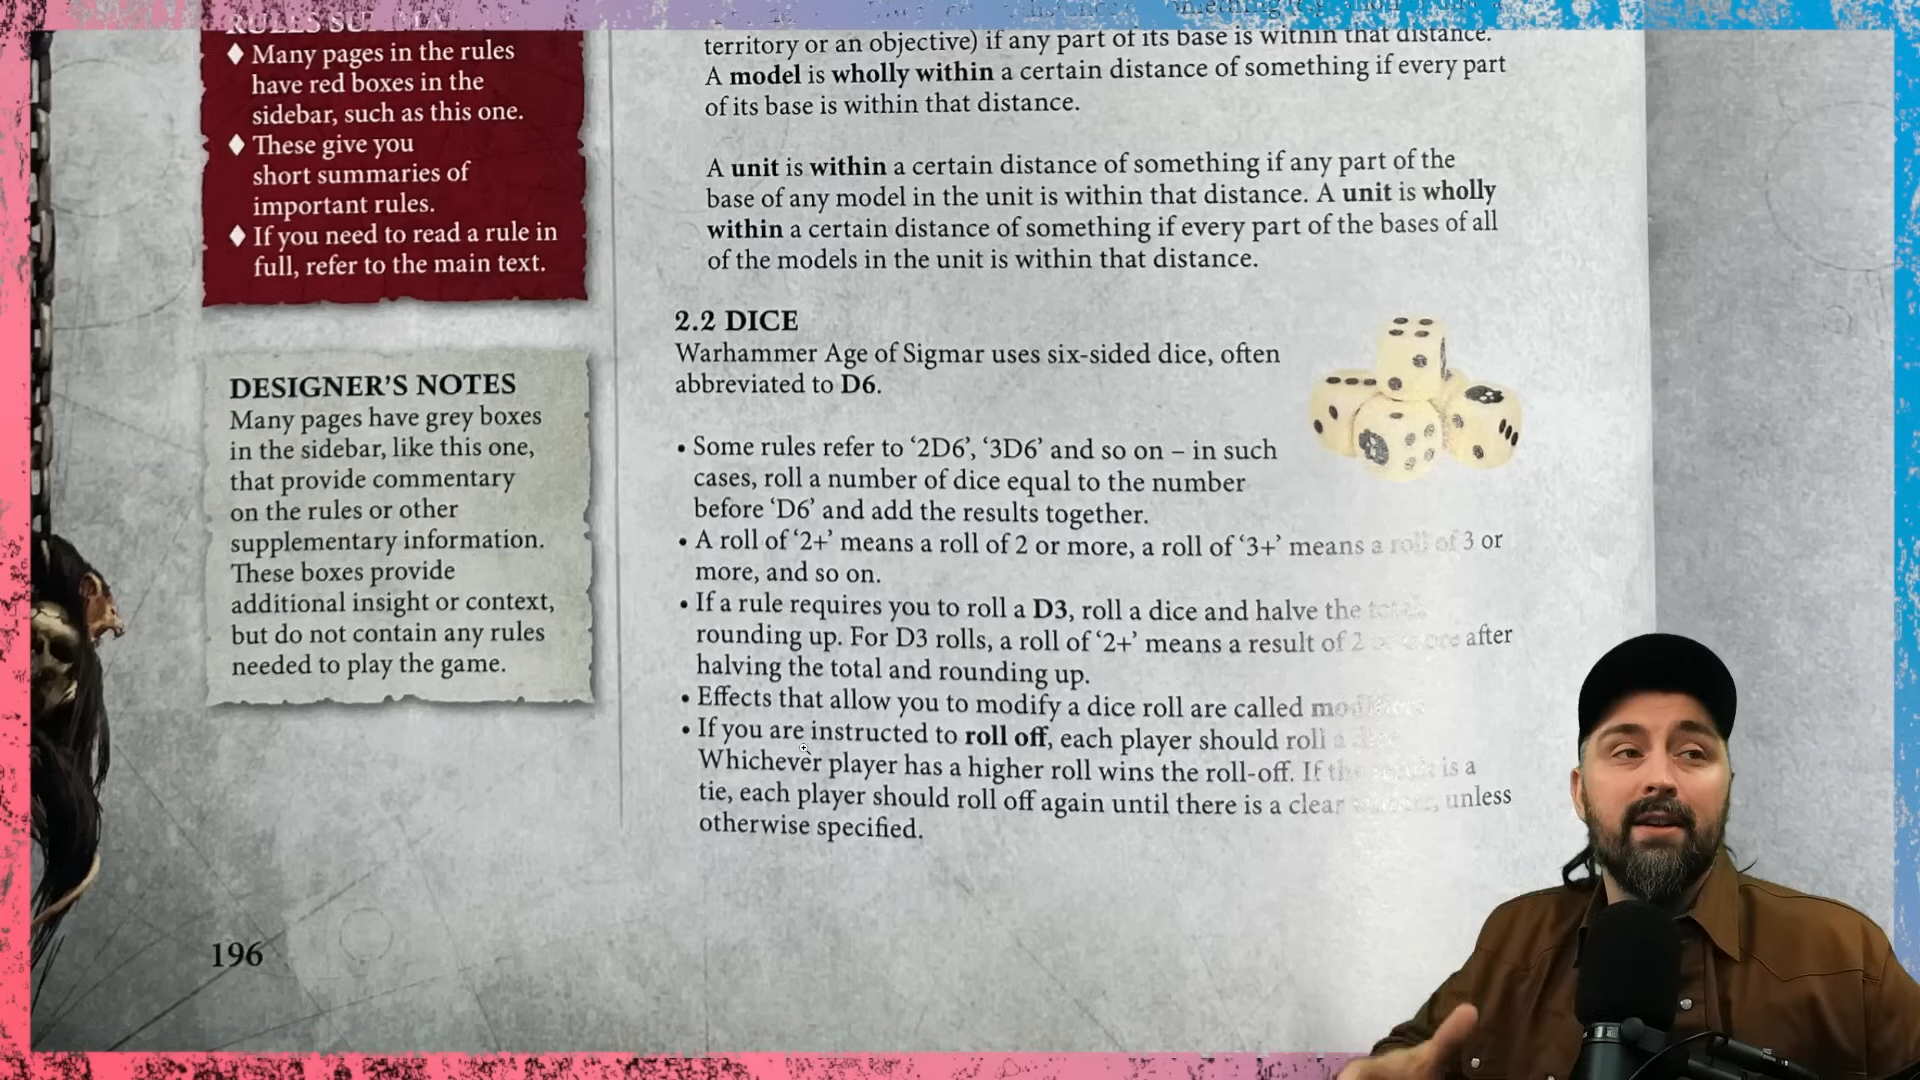 Many pages in the rules
have red boxes in the
sidebar, such as this one.
These give you
short summaries of
important rules.
If you need to read a rule in
full, refer to the main text.
DESIGNER'S NOTES
Many pages have grey boxes
in the sidebar, like this one,
that provide commentary
on the rules or other
supplementary information.
These boxes provide
additional insight or context,
but do not contain any rules
needed to play the game.
196
territory or an objective) if any part of its base is within that distance.
A model is wholly within a certain distance of something if every part
of its base is within that distance.
A unit is within a certain distance of something if any part of the
base of any model in the unit is within that distance. A unit is wholly
within a certain distance of something if every part of the bases of all
of the models in the unit is within that distance.
2.2 DICE
Warhammer Age of Sigmar uses six-sided dice, often
abbreviated to D6.
• Some rules refer to ‘2D6’, ‘3D6’ and so on – in such
cases, roll a number of dice equal to the number
before ‘D6’ and add the results together.
• A roll of ‘2+’ means a roll of 2 or more, a roll of ‘3+’ means a roll of 3 or
more, and so on.
• If a rule requires you to roll a D3, roll a dice and halve the
rounding up. For D3 rolls, a roll of ‘2+’ means a result of 2 or more after
halving the total and rounding up.
• Effects that allow you to modify a dice roll are called
• If you are instructed to roll off, each player should roll a
Whichever player has a higher roll wins the roll-off. If the is a
tie, each player should roll off again until there is a clear unless
otherwise specified.